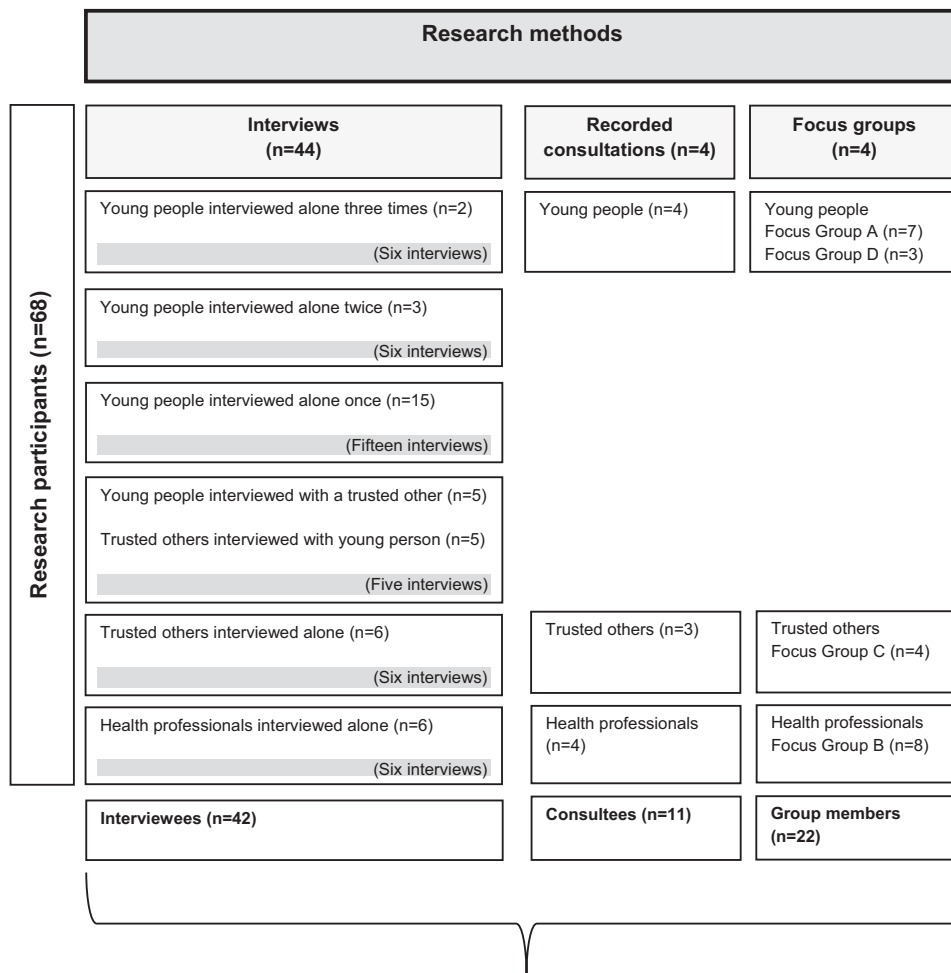 Research methods
Research participants (n=68)
Interviews
(n=44)
Recorded
consultations (n=4)
Focus groups
(n=4)
Young people interviewed alone three times (n=2)
(Six interviews)
Young people (n=4)
Young people
Focus Group A (n=7)
Focus Group D (n=3)
Young people interviewed alone twice (n=3)
(Six interviews)
Young people interviewed alone once (n=15)
(Fifteen interviews)
Young people interviewed with a trusted other (n=5)
Trusted others interviewed with young person (n=5)
(Five interviews)
Trusted others interviewed alone (n=6)
(Six interviews)
Trusted others (n=3)
Trusted others
Focus Group C (n=4)
Health professionals interviewed alone (n=6)
(Six interviews)
Health professionals
(n=4)
Health professionals
Focus Group B (n=8)
Interviewees (n=42)
Consultees (n=11)
Group members
(n=22)